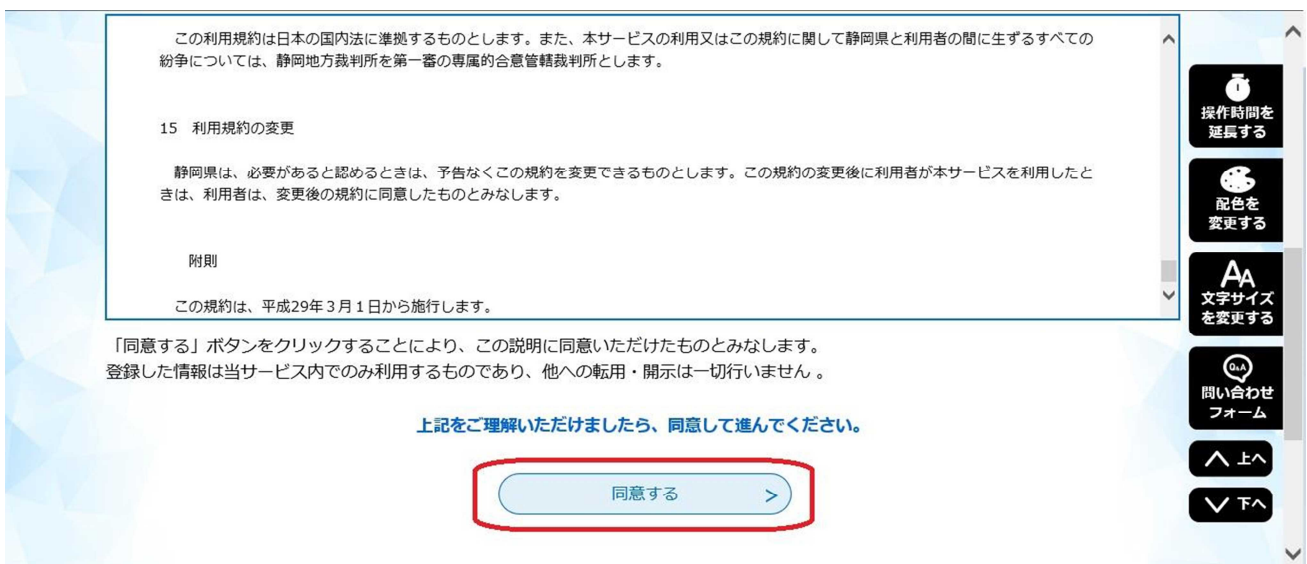 この利用規約は日本の国内法に準拠するものとします。また、本サービスの利用又はこの規約に関して静岡県と利用者の間に生ずるすべての
紛争については、静岡地方裁判所を第一審の専属的合意管轄裁判所とします。
15　利用規約の変更
静岡県は、必要があると認めるときは、予告なくこの規約を変更できるものとします。この規約の変更後に利用者が本サービスを利用したと
きは、利用者は、変更後の規約に同意したものとみなします。
附則
この規約は、平成29年３月１日から施行します。
「同意する」ボタンをクリックすることにより、この説明に同意いただけたものとみなします。
登録した情報は当サービス内でのみ利用するものであり、他への転用・開示は一切行いません 。
上記をご理解いただけましたら、同意して進んでください。
同意する
操作時間を
延長する
配色を
変更する
AA
文字サイズ
を変更する
Q&A
問い合わせ
フォーム
上へ
下へ